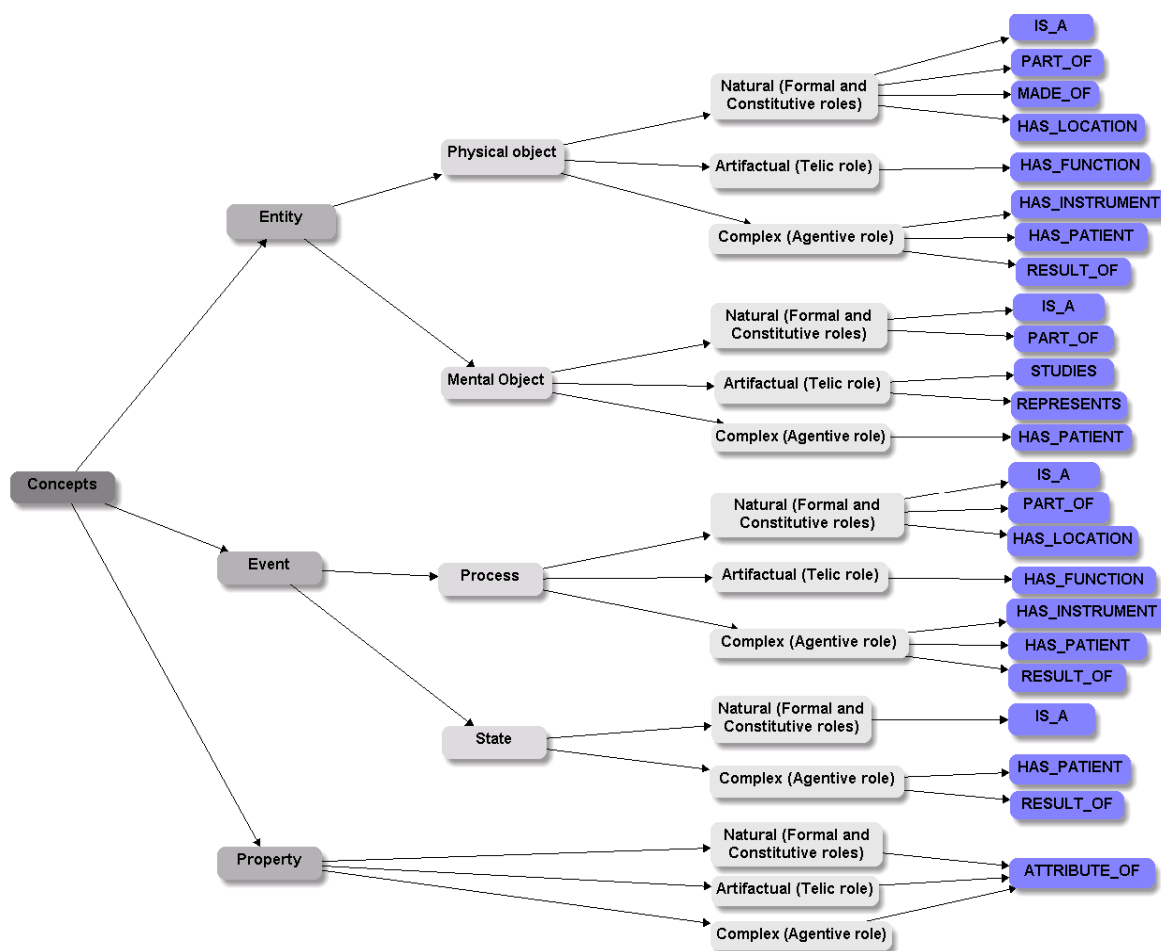 IS_A
PART_OF
Natural (Formal and
Constitutive roles)
MADE_OF
HAS_LOCATION
Physical object
Artifactual (Telic role)
HAS_FUNCTION
HAS_INSTRUMENT
Entity
Complex (Agentive role)
HAS_PATIENT
RESULT_OF
Natural (Formal and
Constitutive roles)
IS_A
PART_OF
Mental Object
Artifactual (Telic role)
STUDIES
REPRESENTS
Complex (Agentive role)
HAS_PATIENT
Concepts
IS_A
Natural (Formal and
Constitutive roles)
PART_OF
HAS_LOCATION
Event
Process
Artifactual (Telic role)
HAS_FUNCTION
HAS_INSTRUMENT
Complex (Agentive role)
HAS_PATIENT
RESULT_OF
Natural (Formal and
Constitutive roles)
IS_A
State
Complex (Agentive role)
HAS_PATIENT
RESULT_OF
Natural (Formal and
Constitutive roles)
Property
ATTRIBUTE_OF
Artifactual (Telic role)
Complex (Agentive role)